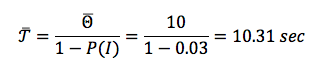 𝒯̅ = Θ̅ / (1 − P(I)) = 10 / (1 − 0.03) = 10.31 sec